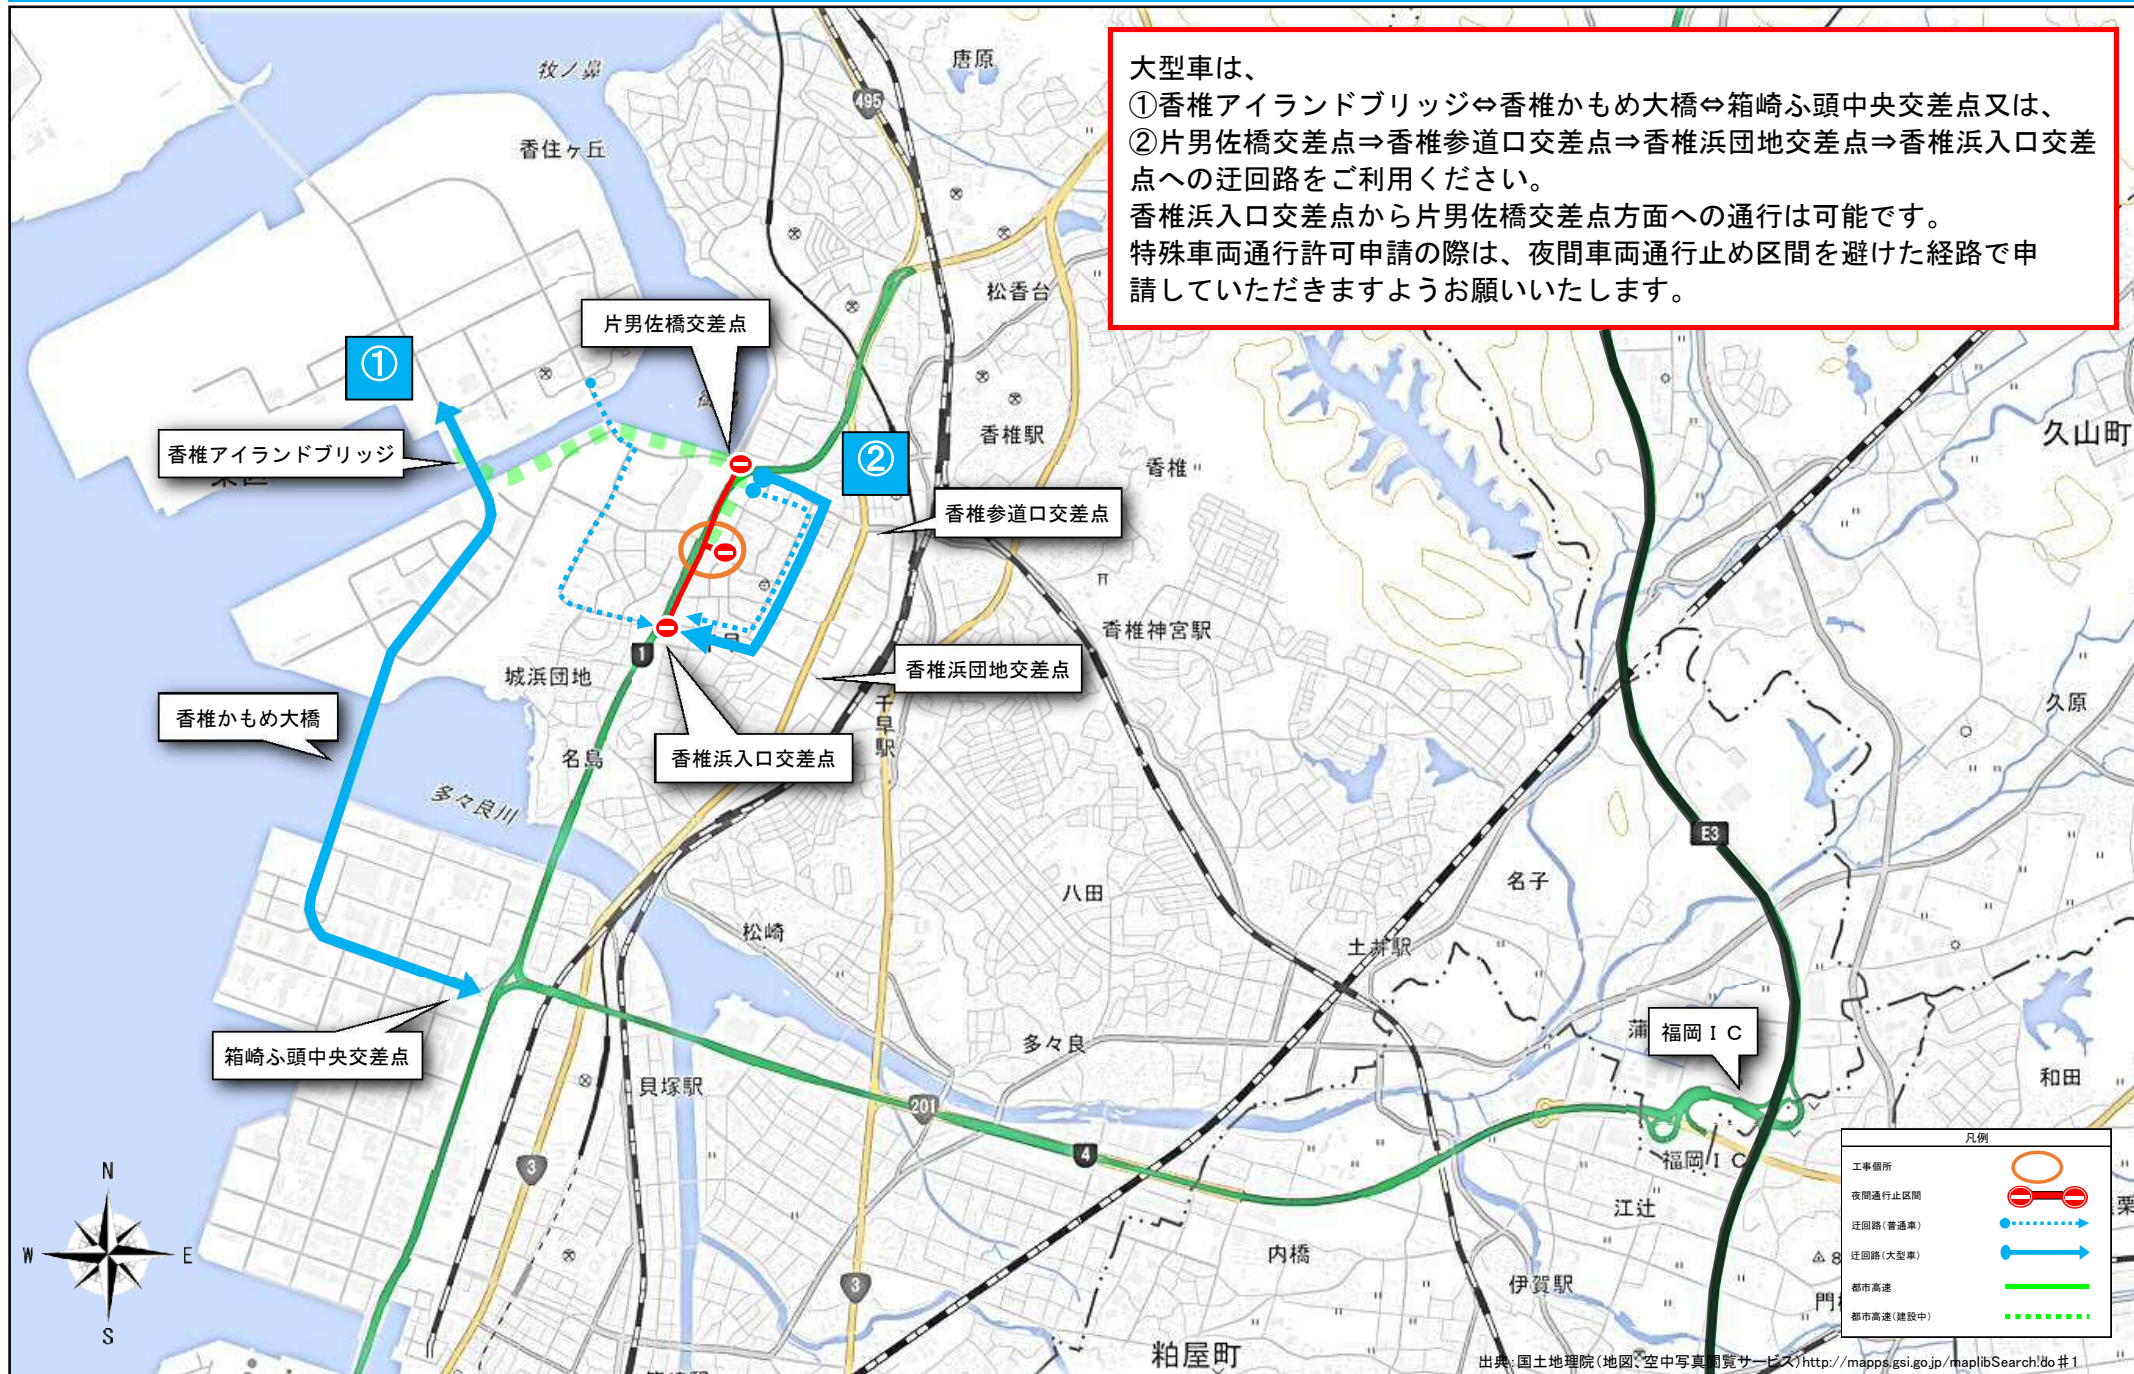 大型車は、
①香椎アイランドブリッジ⇔香椎かもめ大橋⇔箱崎ふ頭中央交差点又は、
②片男佐橋交差点⇒香椎参道口交差点⇒香椎浜団地交差点⇒香椎浜入口交差
点への迂回路をご利用ください。
香椎浜入口交差点から片男佐橋交差点方面への通行は可能です。
特殊車両通行許可申請の際は、夜間車両通行止め区間を避けた経路で申
請していただきますようお願いいたします。
牧ノ鼻
唐原
495
香住ヶ丘
松香台
片男佐橋交差点
①
香椎アイランドブリッジ
②
香椎駅
香椎
久山町
香椎参道口交差点
香椎神宮駅
1
城浜団地
香椎浜団地交差点
香椎かもめ大橋
千早駅
久原
香椎浜入口交差点
名島
多々良川
E3
八田
名子
松崎
土井駅
箱崎ふ頭中央交差点
多々良
蒲
福岡ＩＣ
貝塚駅
和田
201
4
3
福岡ＩＣ
江辻
N
W
E
S
内橋
伊賀駅
3
粕屋町
凡例
工事個所
夜間通行止区間
迂回路(普通車)
迂回路(大型車)
都市高速
都市高速(建設中)
栗
8
門
出典:国土地理院(地図、空中写真閲覧サービス)http://mapps.gsi.go.jp/maplibSearch.do＃1